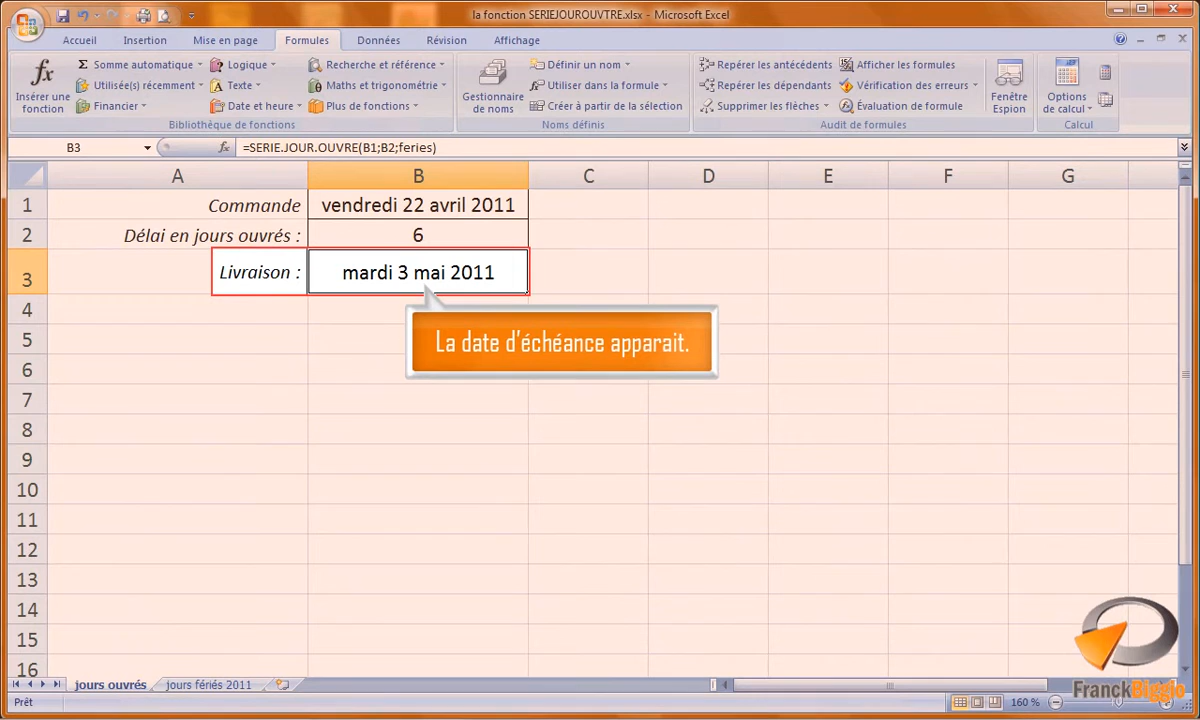 la fonction SERIEJOUROUVTRE.xlsx - Microsoft Excel
Accueil Insertion Mise en page Formules Données Révision Affichage
fx Σ Somme automatique Logique Recherche et référence Définir un nom Repérer les antécédents Afficher les formules
Insérer une fonction Utilisée(s) récemment Texte Maths et trigonométrie Gestionnaire de noms Utiliser dans la formule Repérer les dépendants Vérification des erreurs Fenêtre Espion Options de calcul
Financier Date et heure Plus de fonctions Créer à partir de la sélection Supprimer les flèches Évaluation de formule
Bibliothèque de fonctions Noms définis Audit de formules Calcul
B3 fx =SERIE.JOUR.OUVRE(B1;B2;feries)
A B C D E F G
1 Commande vendredi 22 avril 2011
2 Délai en jours ouvrés : 6
3 Livraison : mardi 3 mai 2011
4
La date d'échéance apparait.
5
6
7
8
9
10
11
12
13
14
15
16
FranckBiggio
jours ouvrés jours fériés 2011
Prêt 160 %